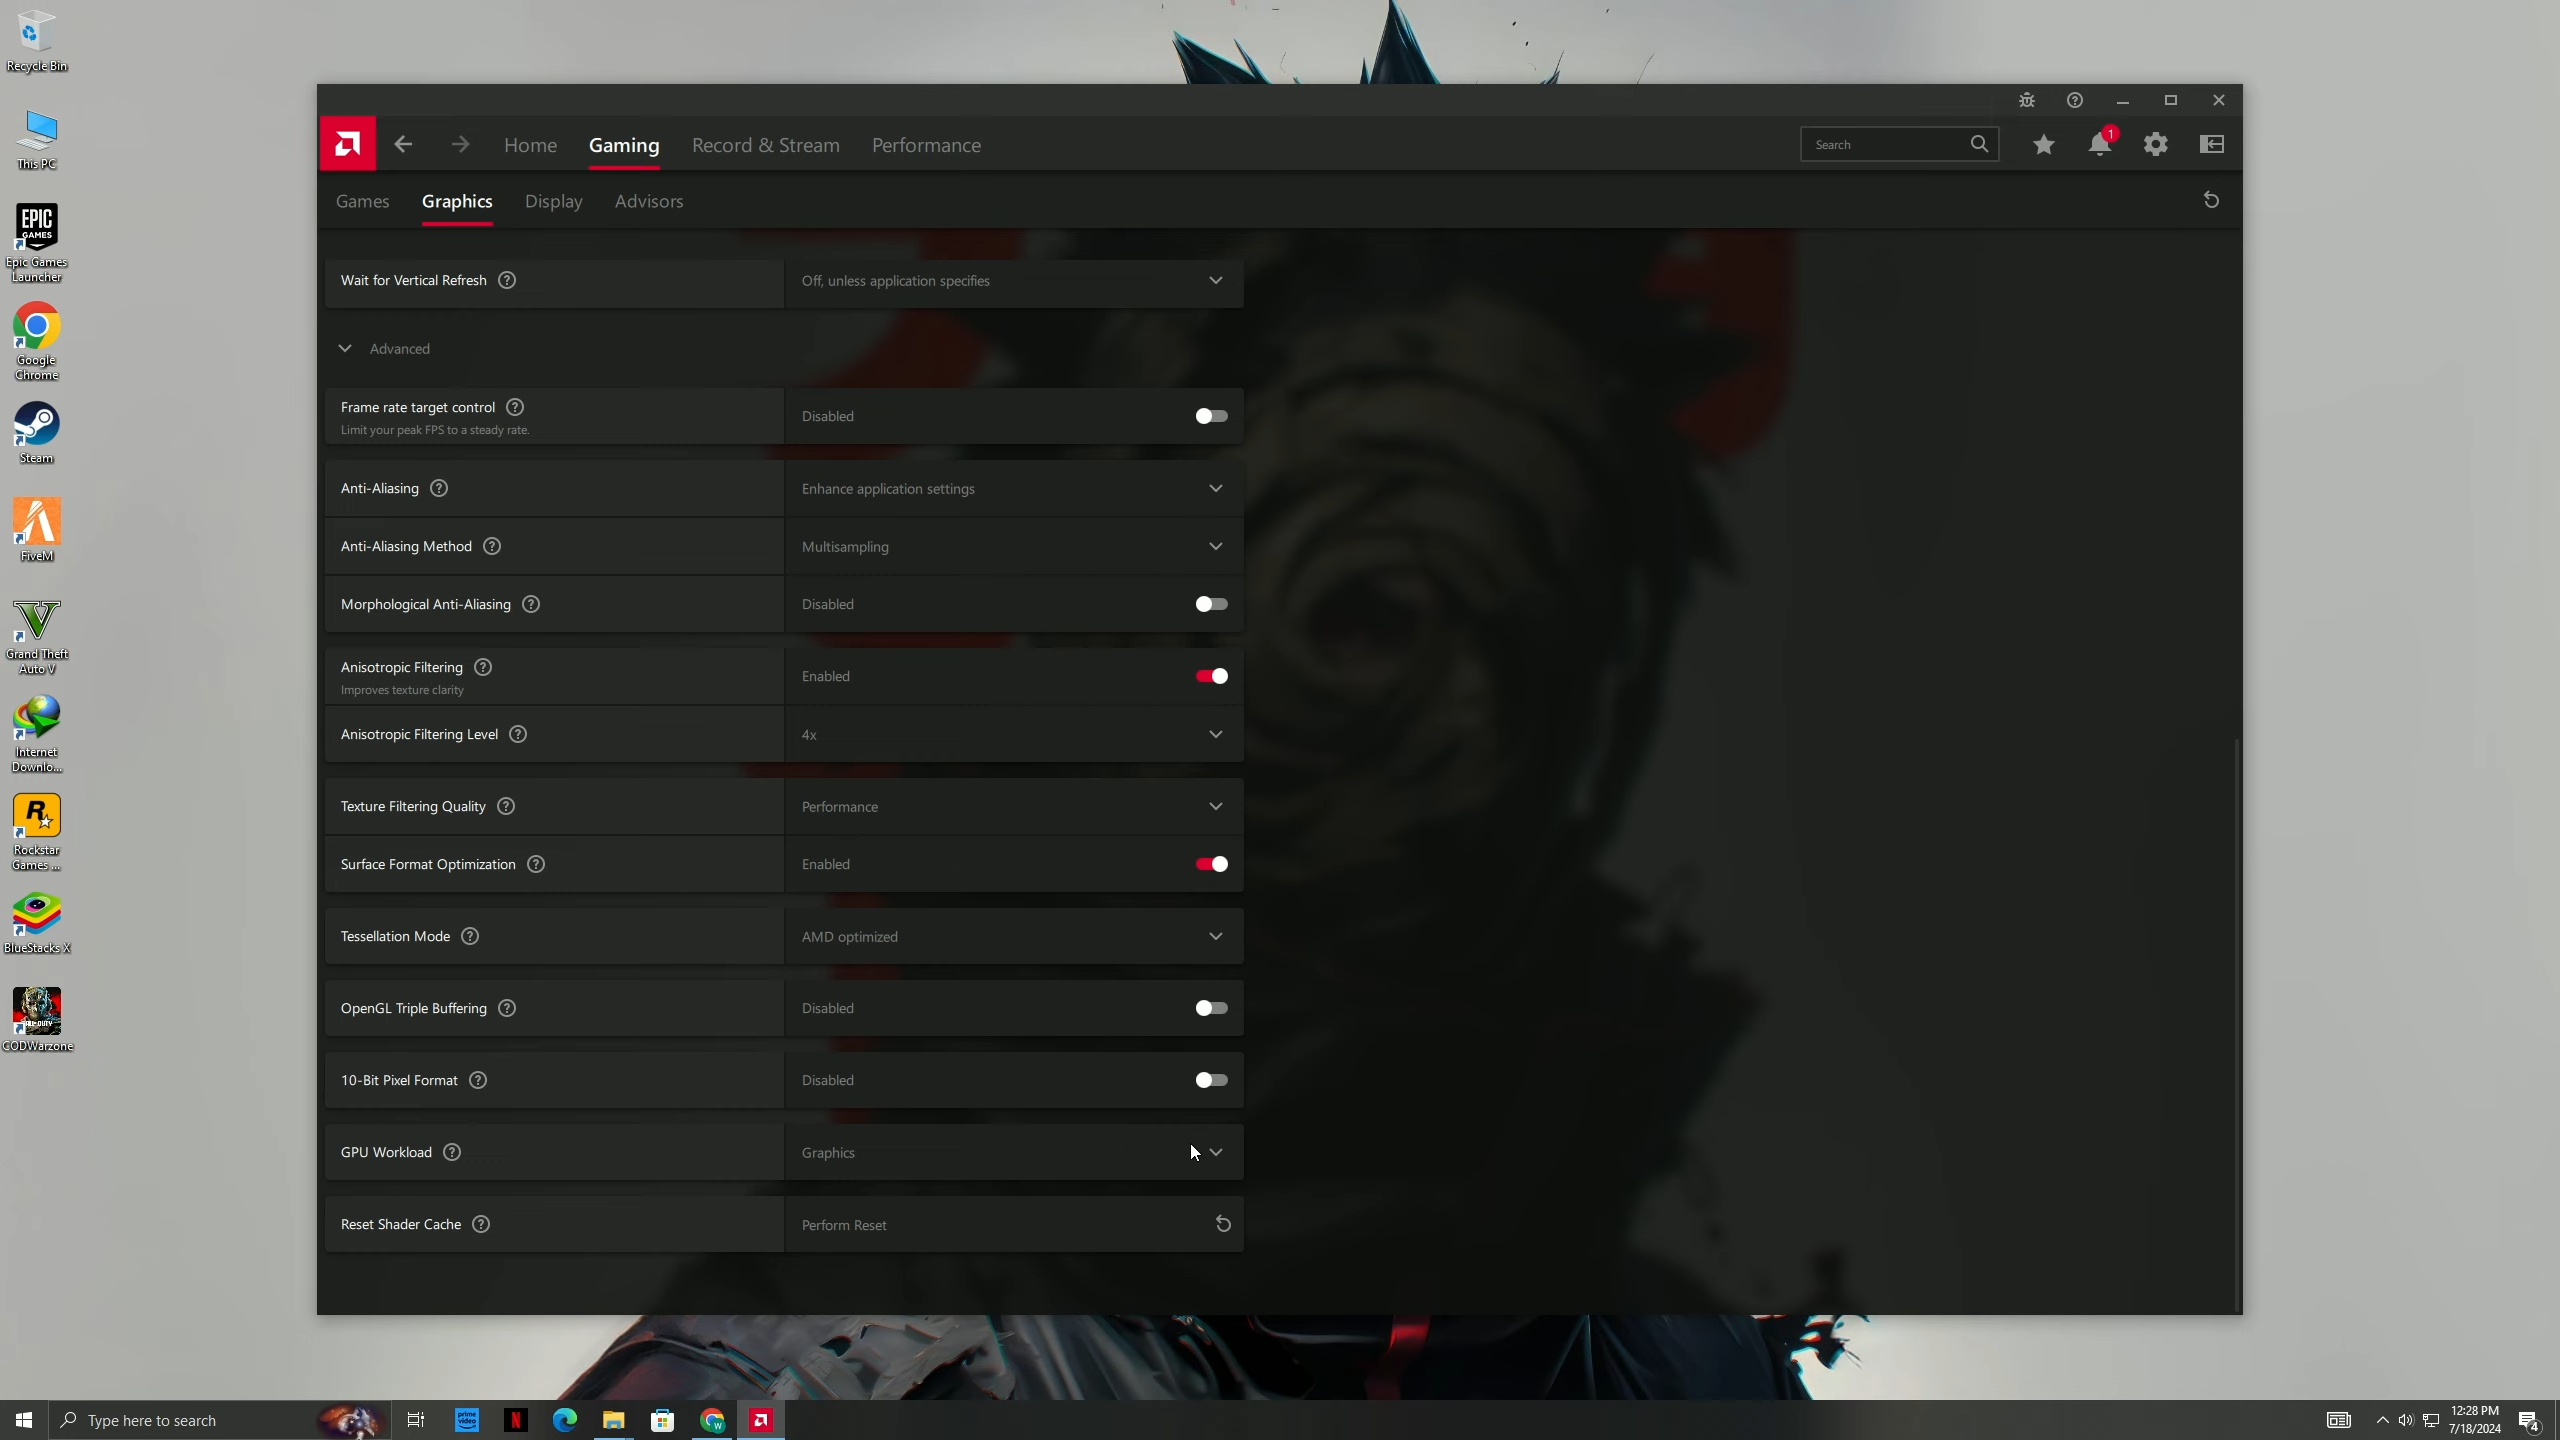 Recycle Bin
This PC
EPIC
GAMES
Epic Games
Launcher
Google
Chrome
Steam
FiveM
Grand Theft
Auto V
Internet
Downlo...
Rockstar
Games ...
BlueStacks X
CODWarzone
Home
Gaming
Record & Stream
Performance
Search
1
Games
Graphics
Display
Advisors
Wait for Vertical Refresh
Off, unless application specifies
Advanced
Frame rate target control
Limit your peak FPS to a steady rate.
Disabled
Anti-Aliasing
Enhance application settings
Anti-Aliasing Method
Multisampling
Morphological Anti-Aliasing
Disabled
Anisotropic Filtering
Improves texture clarity
Enabled
Anisotropic Filtering Level
4x
Texture Filtering Quality
Performance
Surface Format Optimization
Enabled
Tessellation Mode
AMD optimized
OpenGL Triple Buffering
Disabled
10-Bit Pixel Format
Disabled
GPU Workload
Graphics
Reset Shader Cache
Perform Reset
Type here to search
prime
video
N
W
12:28 PM
7/18/2024
4